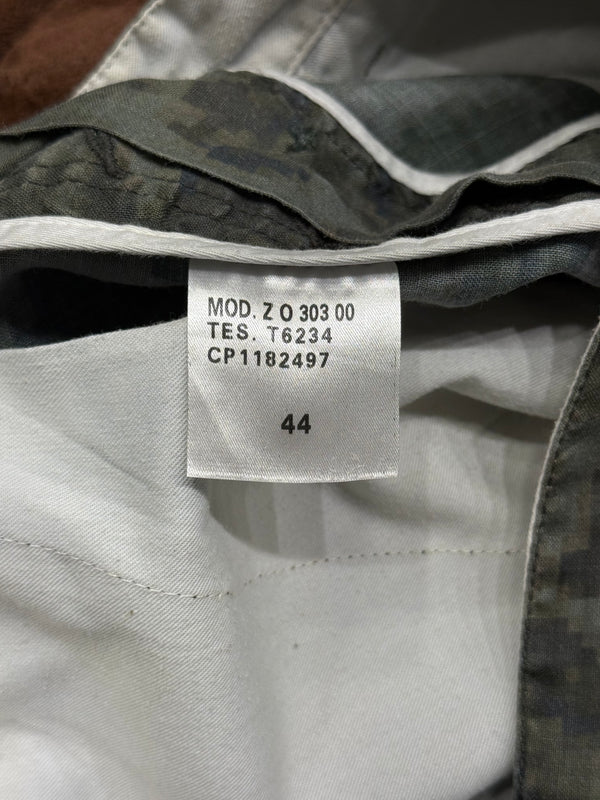 MOD. Z O 303 00
TES. T6234
CP1182497
44